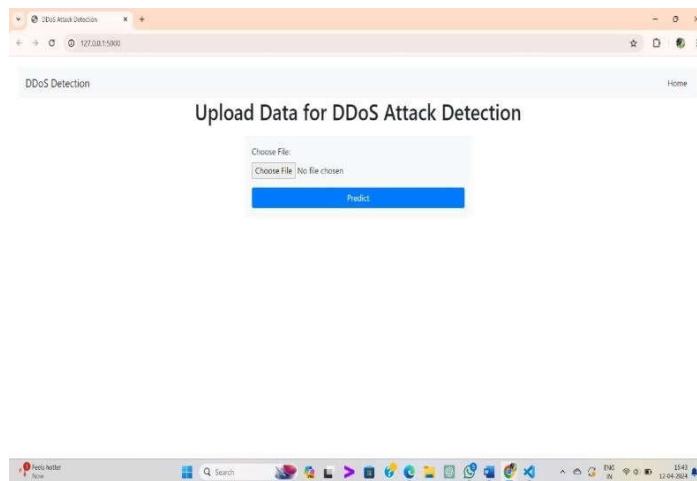 DDoS Attack Detection
127.0.0.1:5000
DDoS Detection
Home
Upload Data for DDoS Attack Detection
Choose File:
Choose File No file chosen
Predict
Feels hotter
Now
Search
ENG
IN
15:43
12-04-2024